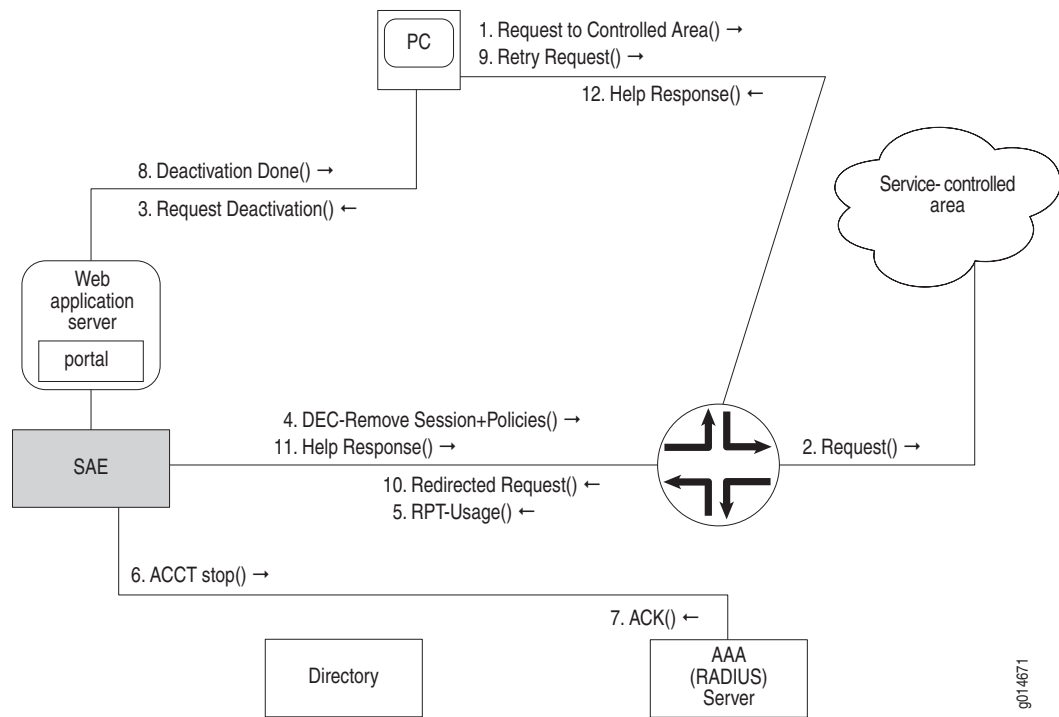 PC
1. Request to Controlled Area() →
9. Retry Request() →
12. Help Response() ←
8. Deactivation Done() →
3. Request Deactivation() ←
Service- controlled
area
Web
application
server
portal
4. DEC-Remove Session+Policies() →
11. Help Response() →
SAE
2. Request() →
10. Redirected Request() ←
5. RPT-Usage() ←
6. ACCT stop() →
7. ACK() ←
Directory
AAA
(RADIUS)
Server
g014671